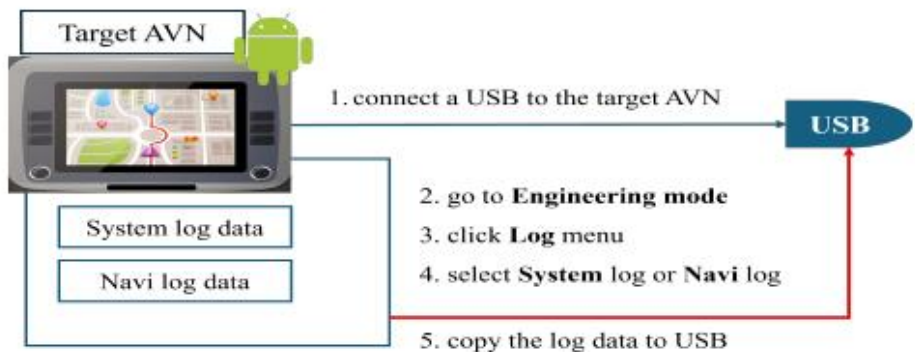 Target AVN
1. connect a USB to the target AVN
USB
2. go to Engineering mode
3. click Log menu
4. select System log or Navi log
System log data
Navi log data
5. copy the log data to USB